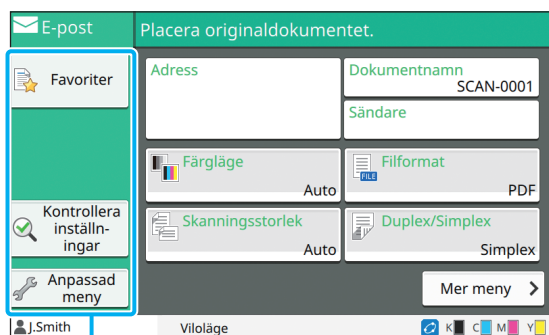 E-post
Placera originaldokumentet.
Favoriter
Kontrollera
inställn-
ingar
Anpassad
meny
Adress
Dokumentnamn
SCAN-0001
Sändare
Färgläge
Auto
Filformat
FILE
PDF
Skanningsstorlek
Auto
Duplex/Simplex
Simplex
Mer meny
J.Smith
Viloläge
K C M Y